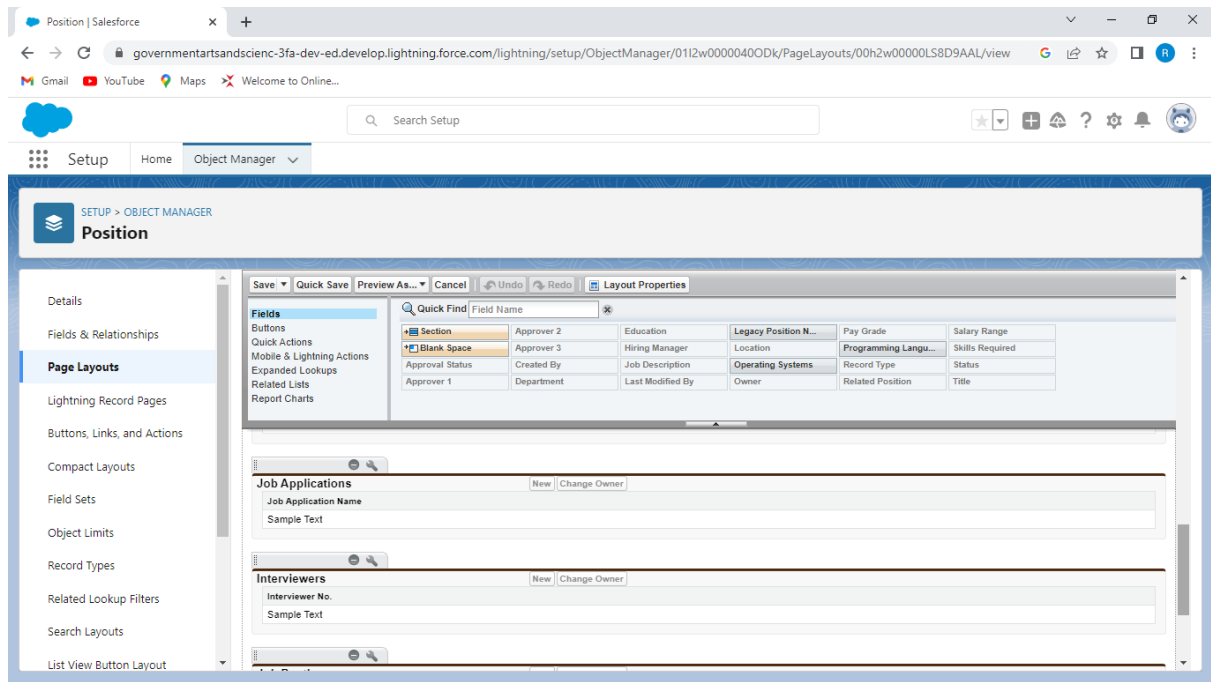 Position | Salesforce
governmentartsandscienc-3fa-dev-ed.develop.lightning.force.com/lightning/setup/ObjectManager/01I2w0000040ODk/PageLayouts/00h2w00000LS8D9AAL/view
G
R
Gmail YouTube Maps Welcome to Online...
Search Setup
Setup Home Object Manager
SETUP > OBJECT MANAGER
Position
Details
Fields & Relationships
Page Layouts
Lightning Record Pages
Buttons, Links, and Actions
Compact Layouts
Field Sets
Object Limits
Record Types
Related Lookup Filters
Search Layouts
List View Button Layout
Save Quick Save Preview As... Cancel Undo Redo Layout Properties
Fields
Buttons
Quick Actions
Mobile & Lightning Actions
Expanded Lookups
Related Lists
Report Charts
Quick Find Field Name
Section Approver 2 Education Legacy Position N... Pay Grade Salary Range
Blank Space Approver 3 Hiring Manager Location Programming Langu... Skills Required
Approval Status Created By Job Description Operating Systems Record Type Status
Approver 1 Department Last Modified By Owner Related Position Title
Job Applications New Change Owner
Job Application Name
Sample Text
Interviewers New Change Owner
Interviewer No.
Sample Text